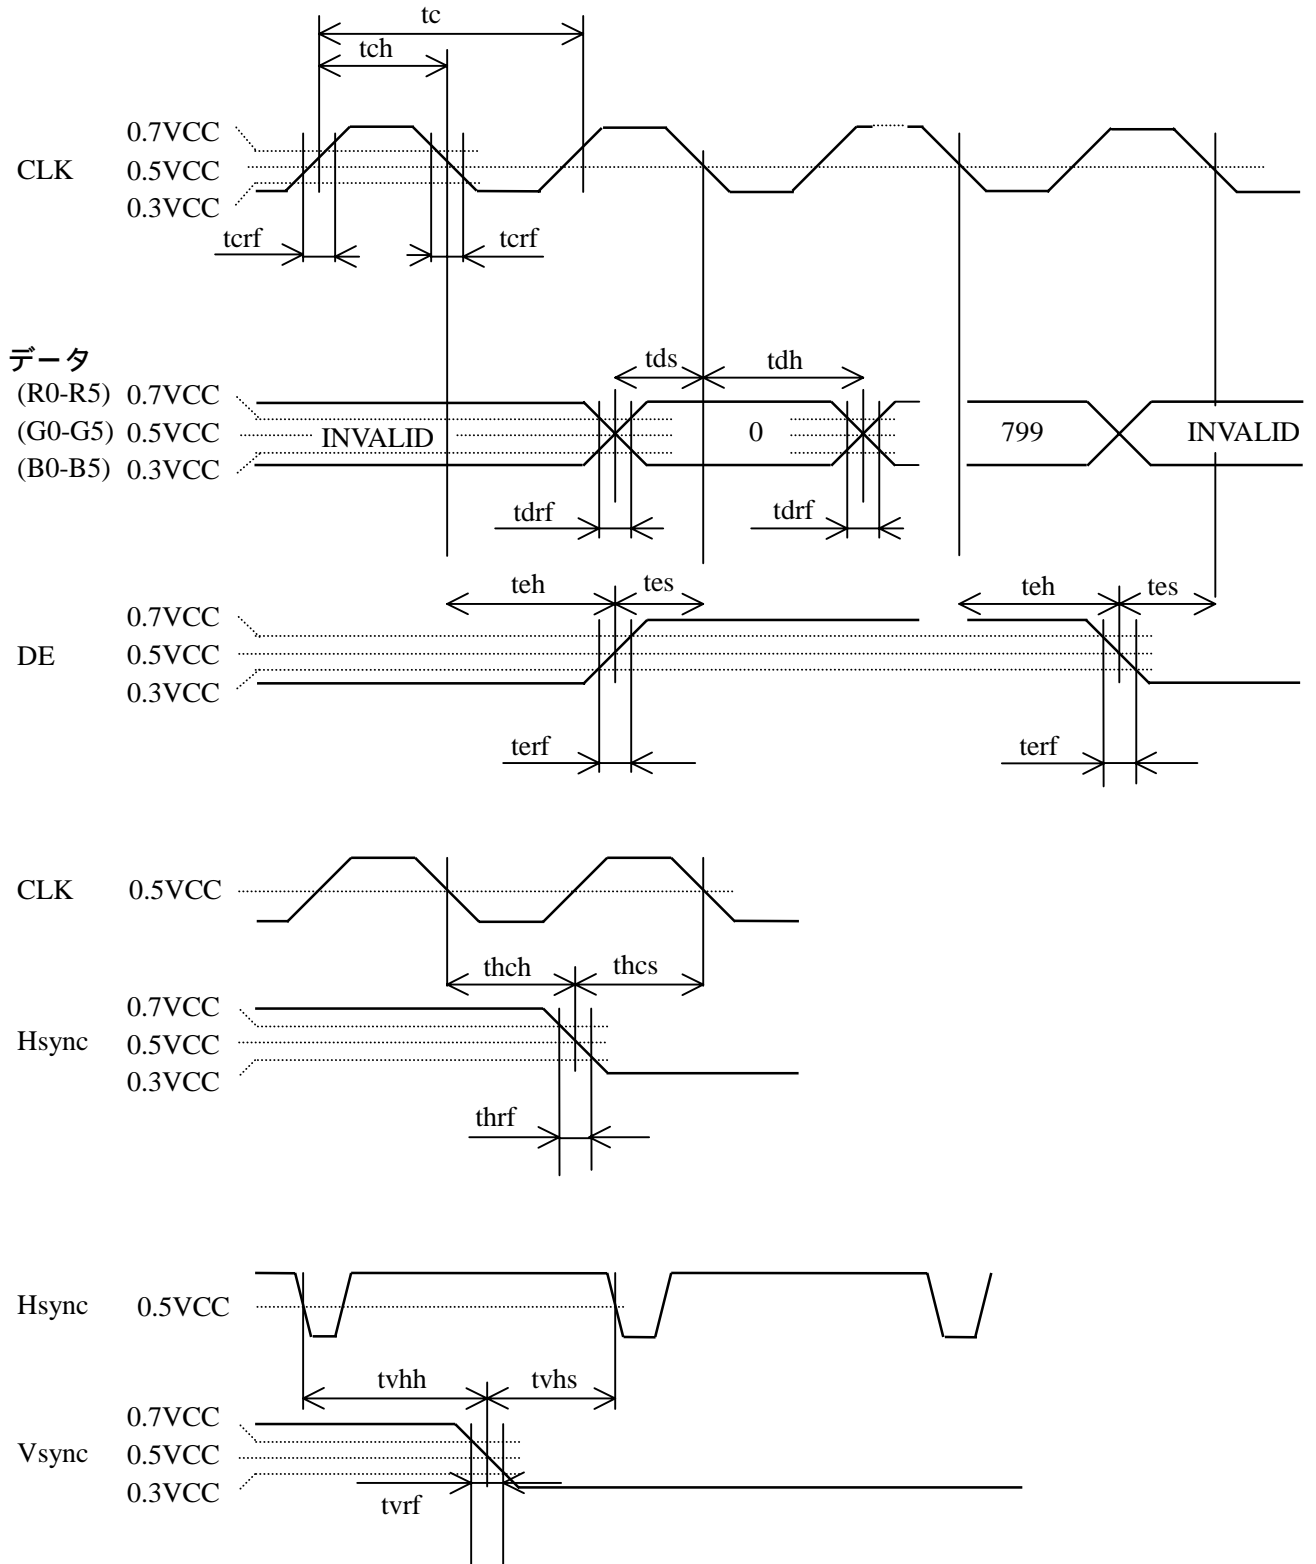 tc
tch
0.7VCC
CLK 0.5VCC
0.3VCC
tcrf tcrf
データ
tds tdh
(R0-R5) 0.7VCC
(G0-G5) 0.5VCC INVALID 0 799 INVALID
(B0-B5) 0.3VCC
tdrf tdrf
teh tes teh tes
0.7VCC
DE 0.5VCC
0.3VCC
terf terf
CLK 0.5VCC
thch thcs
0.7VCC
Hsync 0.5VCC
0.3VCC
thrf
Hsync 0.5VCC
tvhh tvhs
0.7VCC
Vsync 0.5VCC
0.3VCC
tvrf